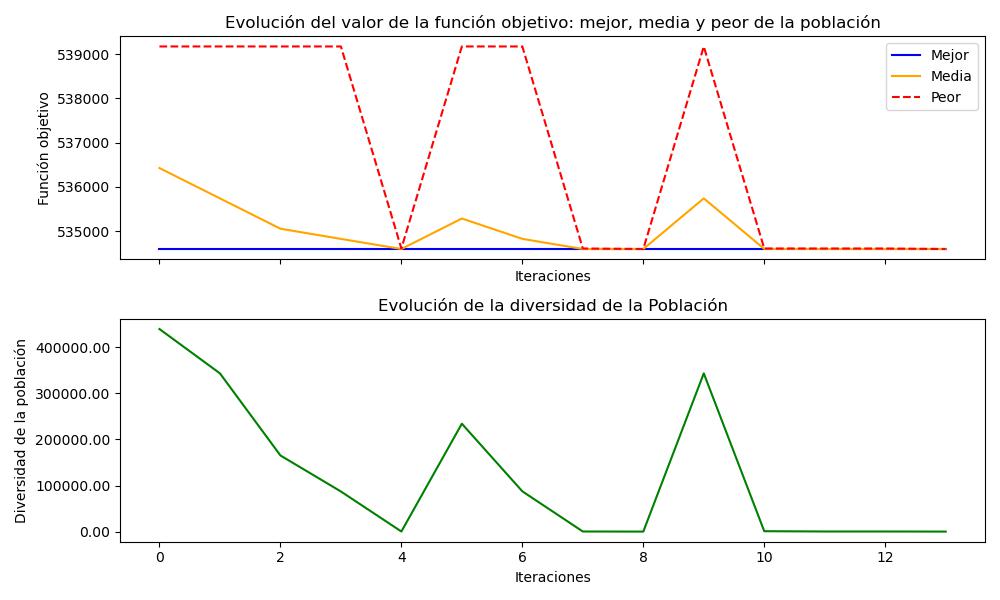 Evolución del valor de la función objetivo: mejor, media y peor de la población
Función objetivo
539000
538000
537000
536000
535000
Mejor
Media
Peor
Iteraciones
Evolución de la diversidad de la Población
Diversidad de la población
400000.00
300000.00
200000.00
100000.00
0.00
0 2 4 6 8 10 12
Iteraciones